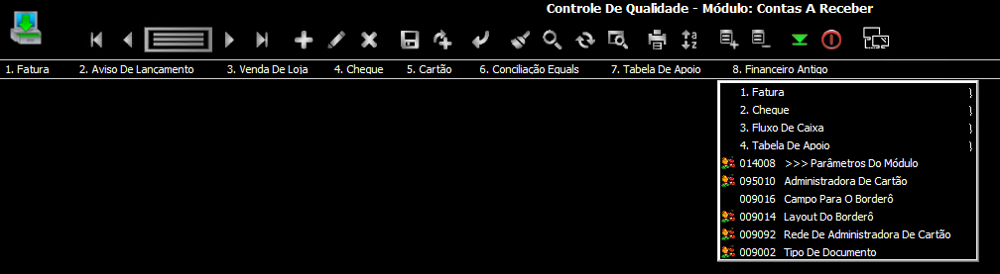 Controle De Qualidade - Módulo: Contas A Receber
1. Fatura 2. Aviso De Lancamento 3. Venda De Loja 4. Cheque 5. Cartão 6. Conciliação Equals 7. Tabela De Apoio 8. Financeiro Antigo
1. Fatura
2. Cheque
3. Fluxo De Caixa
4. Tabela De Apoio
014008 >>> Parâmetros Do Módulo
095010 Administradora De Cartão
009016 Campo Para O Borderô
009014 Layout Do Borderô
009092 Rede De Administradora De Cartão
009002 Tipo De Documento